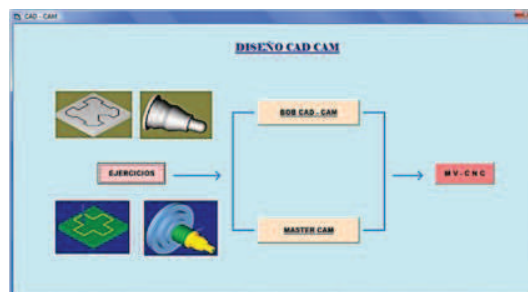 CAD - CAM
DISEÑO CAD CAM
BOB CAD - CAM
EJERCICIOS
M V - C N C
MASTER CAM